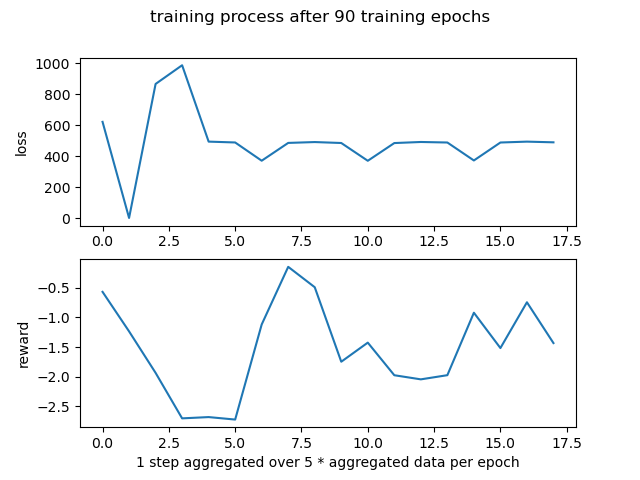 training process after 90 training epochs
1000
800
600
400
200
0
loss
0.0 2.5 5.0 7.5 10.0 12.5 15.0 17.5
−0.5
−1.0
−1.5
−2.0
−2.5
reward
0.0 2.5 5.0 7.5 10.0 12.5 15.0 17.5
1 step aggregated over 5 * aggregated data per epoch